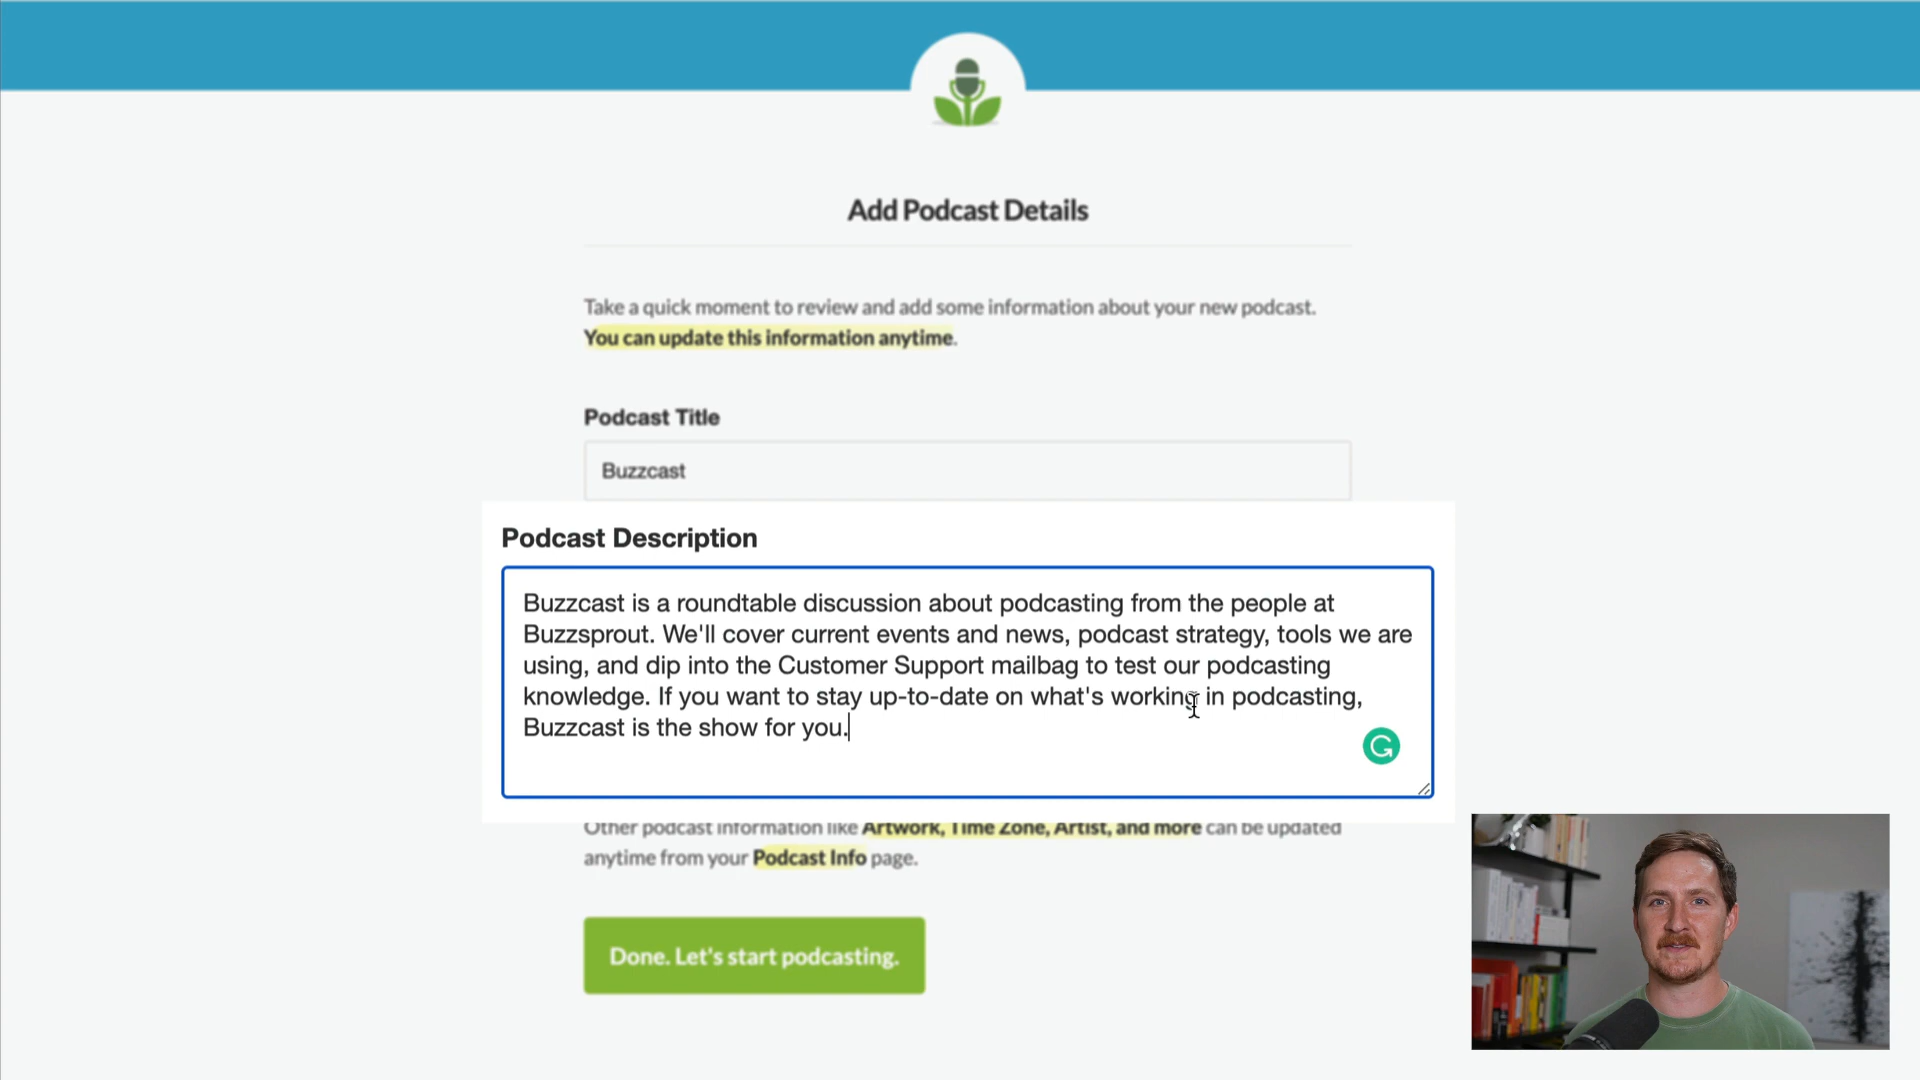 Add Podcast Details
Take a quick moment to review and add some information about your new podcast.
You can update this information anytime.
Podcast Title
Buzzcast
Podcast Description
Buzzcast is a roundtable discussion about podcasting from the people at
Buzzsprout. We'll cover current events and news, podcast strategy, tools we are
using, and dip into the Customer Support mailbag to test our podcasting
knowledge. If you want to stay up-to-date on what's working in podcasting,
Buzzcast is the show for you.
Other podcast information like Artwork, Time Zone, Artist, and more can be updated
anytime from your Podcast Info page.
Done. Let's start podcasting.